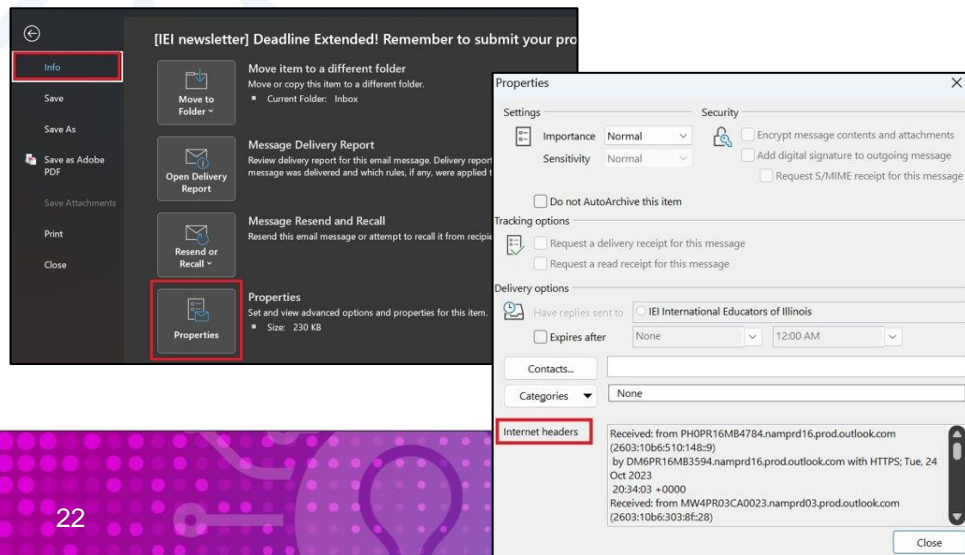 [IEI newsletter] Deadline Extended! Remember to submit your pro
Info
Save
Save As
Save as Adobe
PDF
Save Attachments
Print
Close
Move to
Folder
Move item to a different folder
Move or copy this item to a different folder.
Current Folder: Inbox
Open Delivery
Report
Message Delivery Report
Review delivery report for this email message. Delivery report
message was delivered and which rules, if any, were applied t
Resend or
Recall
Message Resend and Recall
Resend this email message or attempt to recall it from recipie
Properties
Properties
Set and view advanced options and properties for this item.
Size: 230 KB
Properties
Settings
Security
Importance Normal
Sensitivity Normal
Encrypt message contents and attachments
Add digital signature to outgoing message
Request S/MIME receipt for this message
Do not AutoArchive this item
Tracking options
Request a delivery receipt for this message
Request a read receipt for this message
Delivery options
Have replies sent to IEI International Educators of Illinois
Expires after None 12:00 AM
Contacts...
Categories None
Internet headers
Received: from PH0PR16MB4784.namprd16.prod.outlook.com
(2603:10b6:510:148::9)
by DM6PR16MB3594.namprd16.prod.outlook.com with HTTPS; Tue, 24
Oct 2023
20:34:03 +0000
Received: from MW4PR03CA0023.namprd03.prod.outlook.com
(2603:10b6:303:8f::28)
Close
22